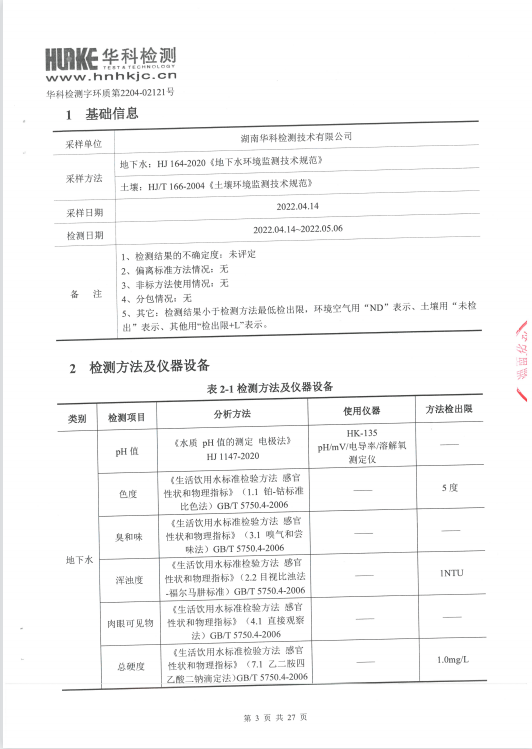 HUAKE 华科检测
TEST & TECHNOLOGY
www.hnhkjc.cn
华科检测字环质第2204-02121号
1 基础信息
采样单位 湖南华科检测技术有限公司
采样方法
地下水：HJ 164-2020《地下水环境监测技术规范》
土壤：HJ/T 166-2004《土壤环境监测技术规范》
采样日期 2022.04.14
检测日期 2022.04.14~2022.05.06
备 注
1、检测结果的不确定度：未评定
2、偏离标准方法情况：无
3、非标方法使用情况：无
4、分包情况：无
5、其它：检测结果小于检测方法最低检出限，环境空气用“ND”表示、土壤用“未检
出”表示、其他用“检出限+L”表示。
2 检测方法及仪器设备
表 2-1 检测方法及仪器设备
类别 检测项目 分析方法 使用仪器 方法检出限
地下水
pH 值
《水质 pH 值的测定 电极法》
HJ 1147-2020
HK-135
pH/mV/电导率/溶解氧
测定仪
——
色度
《生活饮用水标准检验方法 感官
性状和物理指标》（1.1 铂-钴标准
比色法）GB/T 5750.4-2006
——
5 度
臭和味
《生活饮用水标准检验方法 感官
性状和物理指标》（3.1 嗅气和尝
味法）GB/T 5750.4-2006
——
——
浑浊度
《生活饮用水标准检验方法 感官
性状和物理指标》（2.2 目视比浊法
-福尔马肼标准）GB/T 5750.4-2006
——
1NTU
肉眼可见物
《生活饮用水标准检验方法 感官
性状和物理指标》（4.1 直接观察
法）GB/T 5750.4-2006
——
——
总硬度
《生活饮用水标准检验方法 感官
性状和物理指标》（7.1 乙二胺四
乙酸二钠滴定法）GB/T 5750.4-2006
——
1.0mg/L
第 3 页 共 27 页